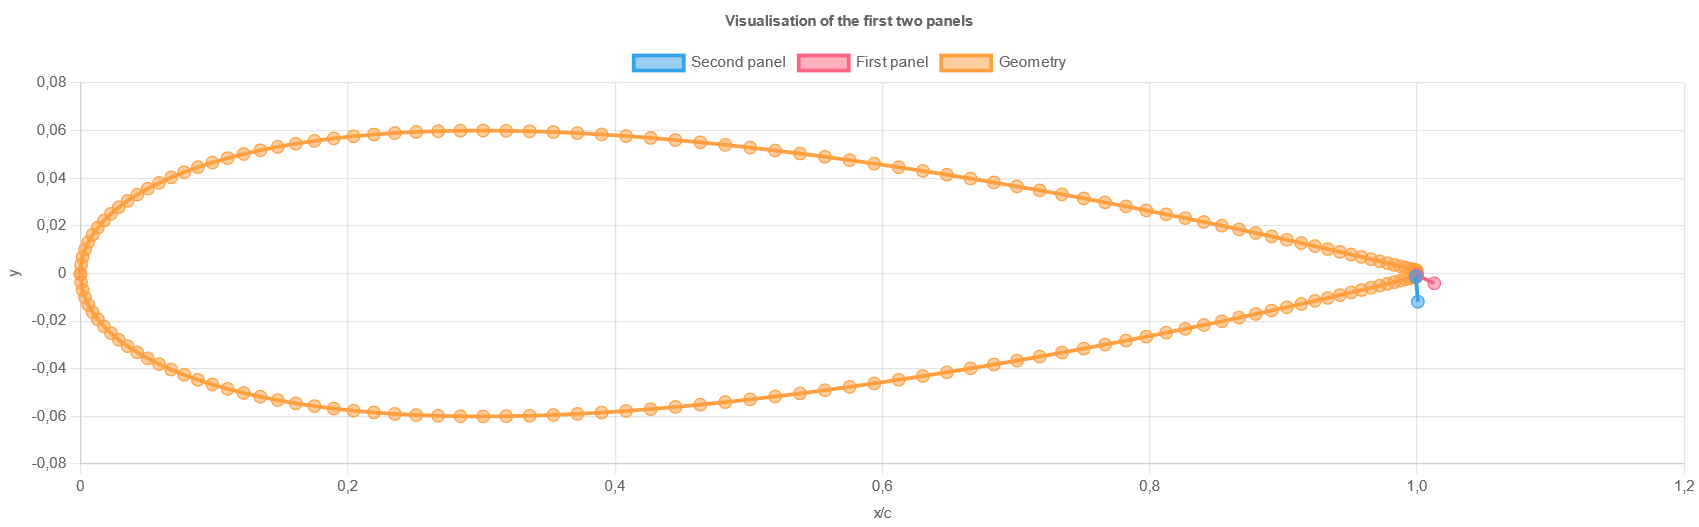 Visualisation of the first two panels
Second panel First panel Geometry
0,08
0,06
0,04
0,02
0
-0,02
-0,04
-0,06
-0,08
y
0 0,2 0,4 0,6 0,8 1,0 1,2
x/c